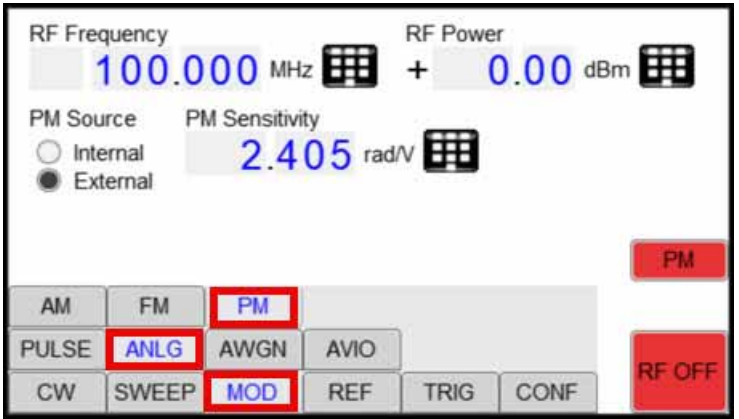 RF Frequency RF Power
100.000 MHz + 0.00 dBm
PM Source PM Sensitivity
Internal 2.405 rad/V
External
PM
AM FM PM
PULSE ANLG AWGN AVIO
RF OFF
CW SWEEP MOD REF TRIG CONF